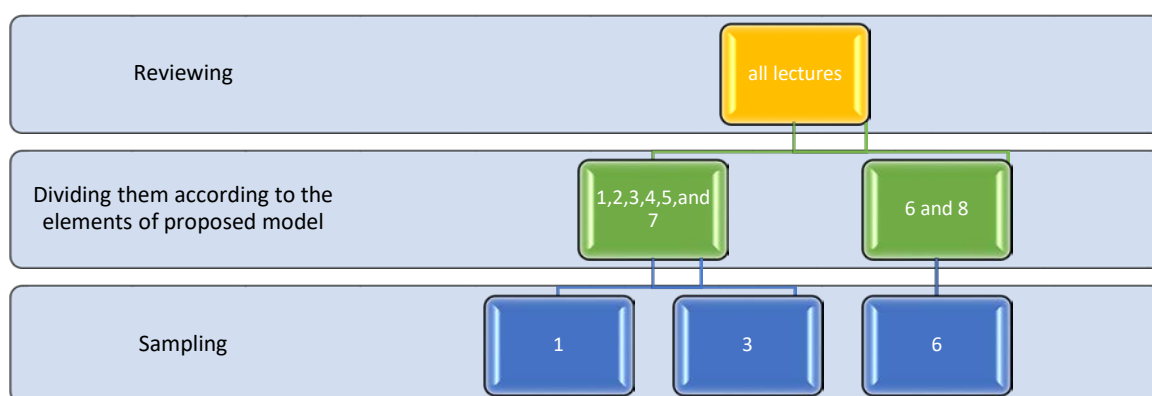 Reviewing
all lectures
Dividing them according to the
elements of proposed model
1,2,3,4,5,and
7
6 and 8
Sampling
1
3
6